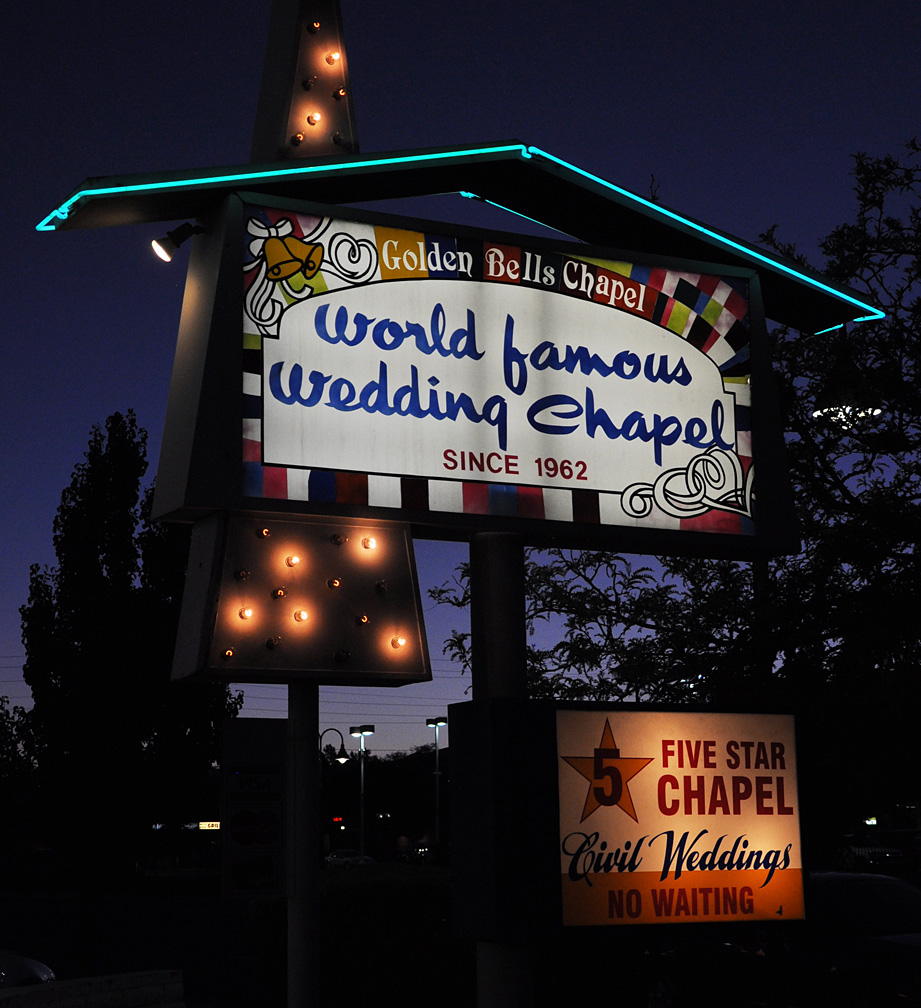 Golden Bells Chapel
World famous
Wedding Chapel
SINCE 1962
5
FIVE STAR
CHAPEL
Civil Weddings
NO WAITING